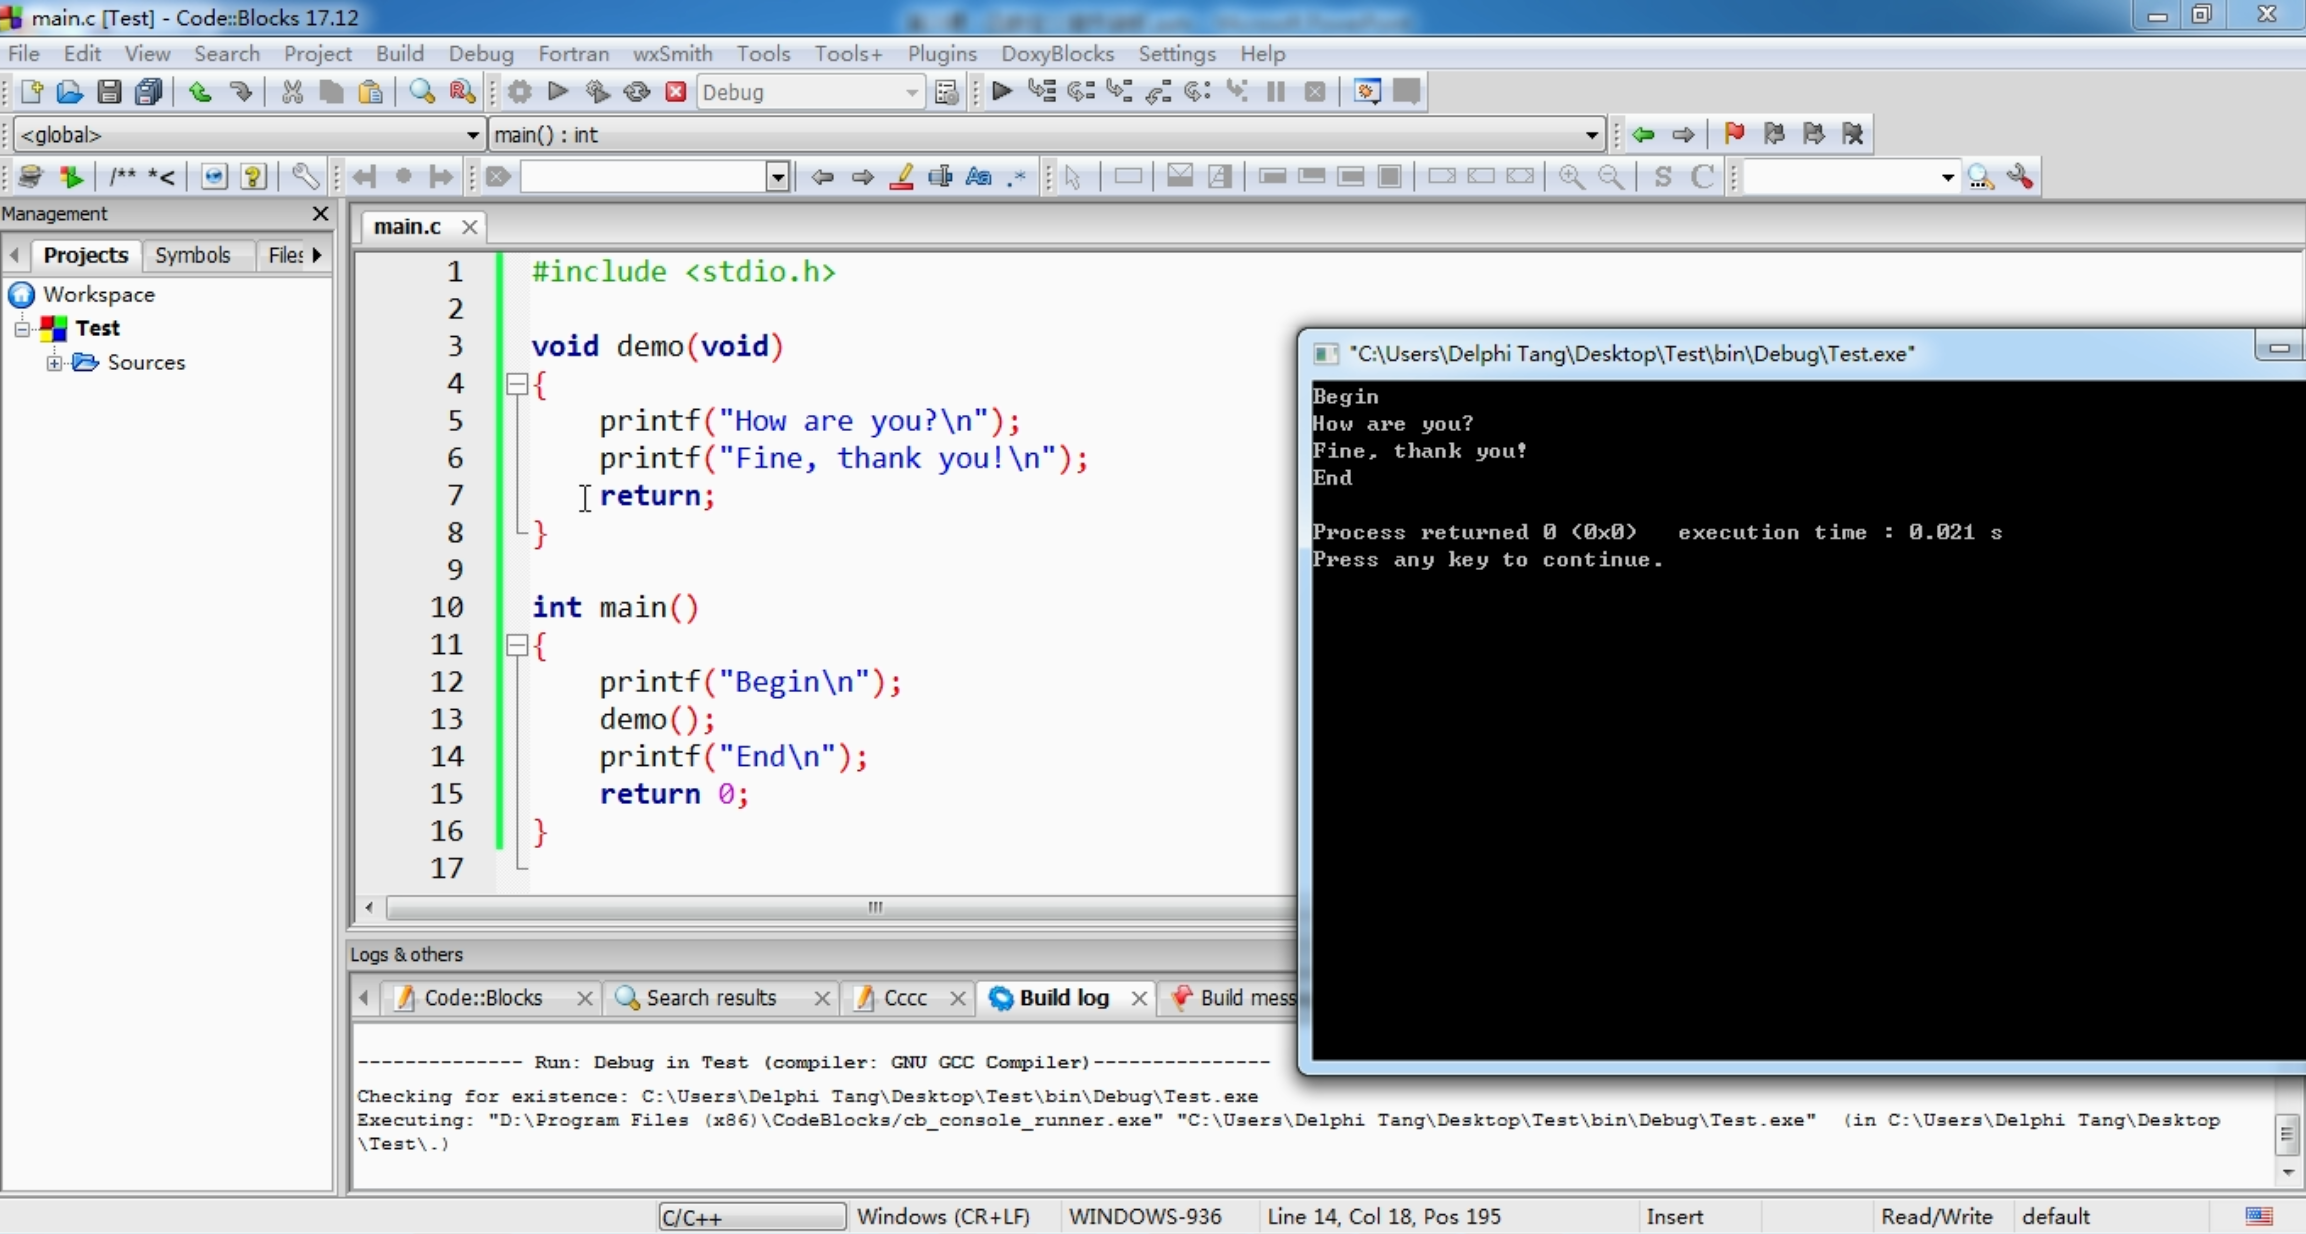 main.c [Test] - Code::Blocks 17.12
File Edit View Search Project Build Debug Fortran wxSmith Tools Tools+ Plugins DoxyBlocks Settings Help
Debug
<global> main() : int
/** *<
Aa .* S C
Management
Projects Symbols Files
Workspace
Test
Sources
main.c
1 #include <stdio.h>
2
3 void demo(void)
4 {
5 printf("How are you?\n");
6 printf("Fine, thank you!\n");
7 return;
8 }
9
10 int main()
11 {
12 printf("Begin\n");
13 demo();
14 printf("End\n");
15 return 0;
16 }
17
"C:\Users\Delphi Tang\Desktop\Test\bin\Debug\Test.exe"
Begin
How are you?
Fine, thank you!
End
Process returned 0 (0x0)   execution time : 0.021 s
Press any key to continue.
Logs & others
Code::Blocks Search results Cccc Build log Build mess
-------------- Run: Debug in Test (compiler: GNU GCC Compiler)---------------
Checking for existence: C:\Users\Delphi Tang\Desktop\Test\bin\Debug\Test.exe
Executing: "D:\Program Files (x86)\CodeBlocks/cb_console_runner.exe" "C:\Users\Delphi Tang\Desktop\Test\bin\Debug\Test.exe"  (in C:\Users\Delphi Tang\Desktop
\Test\.)
C/C++ Windows (CR+LF) WINDOWS-936 Line 14, Col 18, Pos 195 Insert Read/Write default